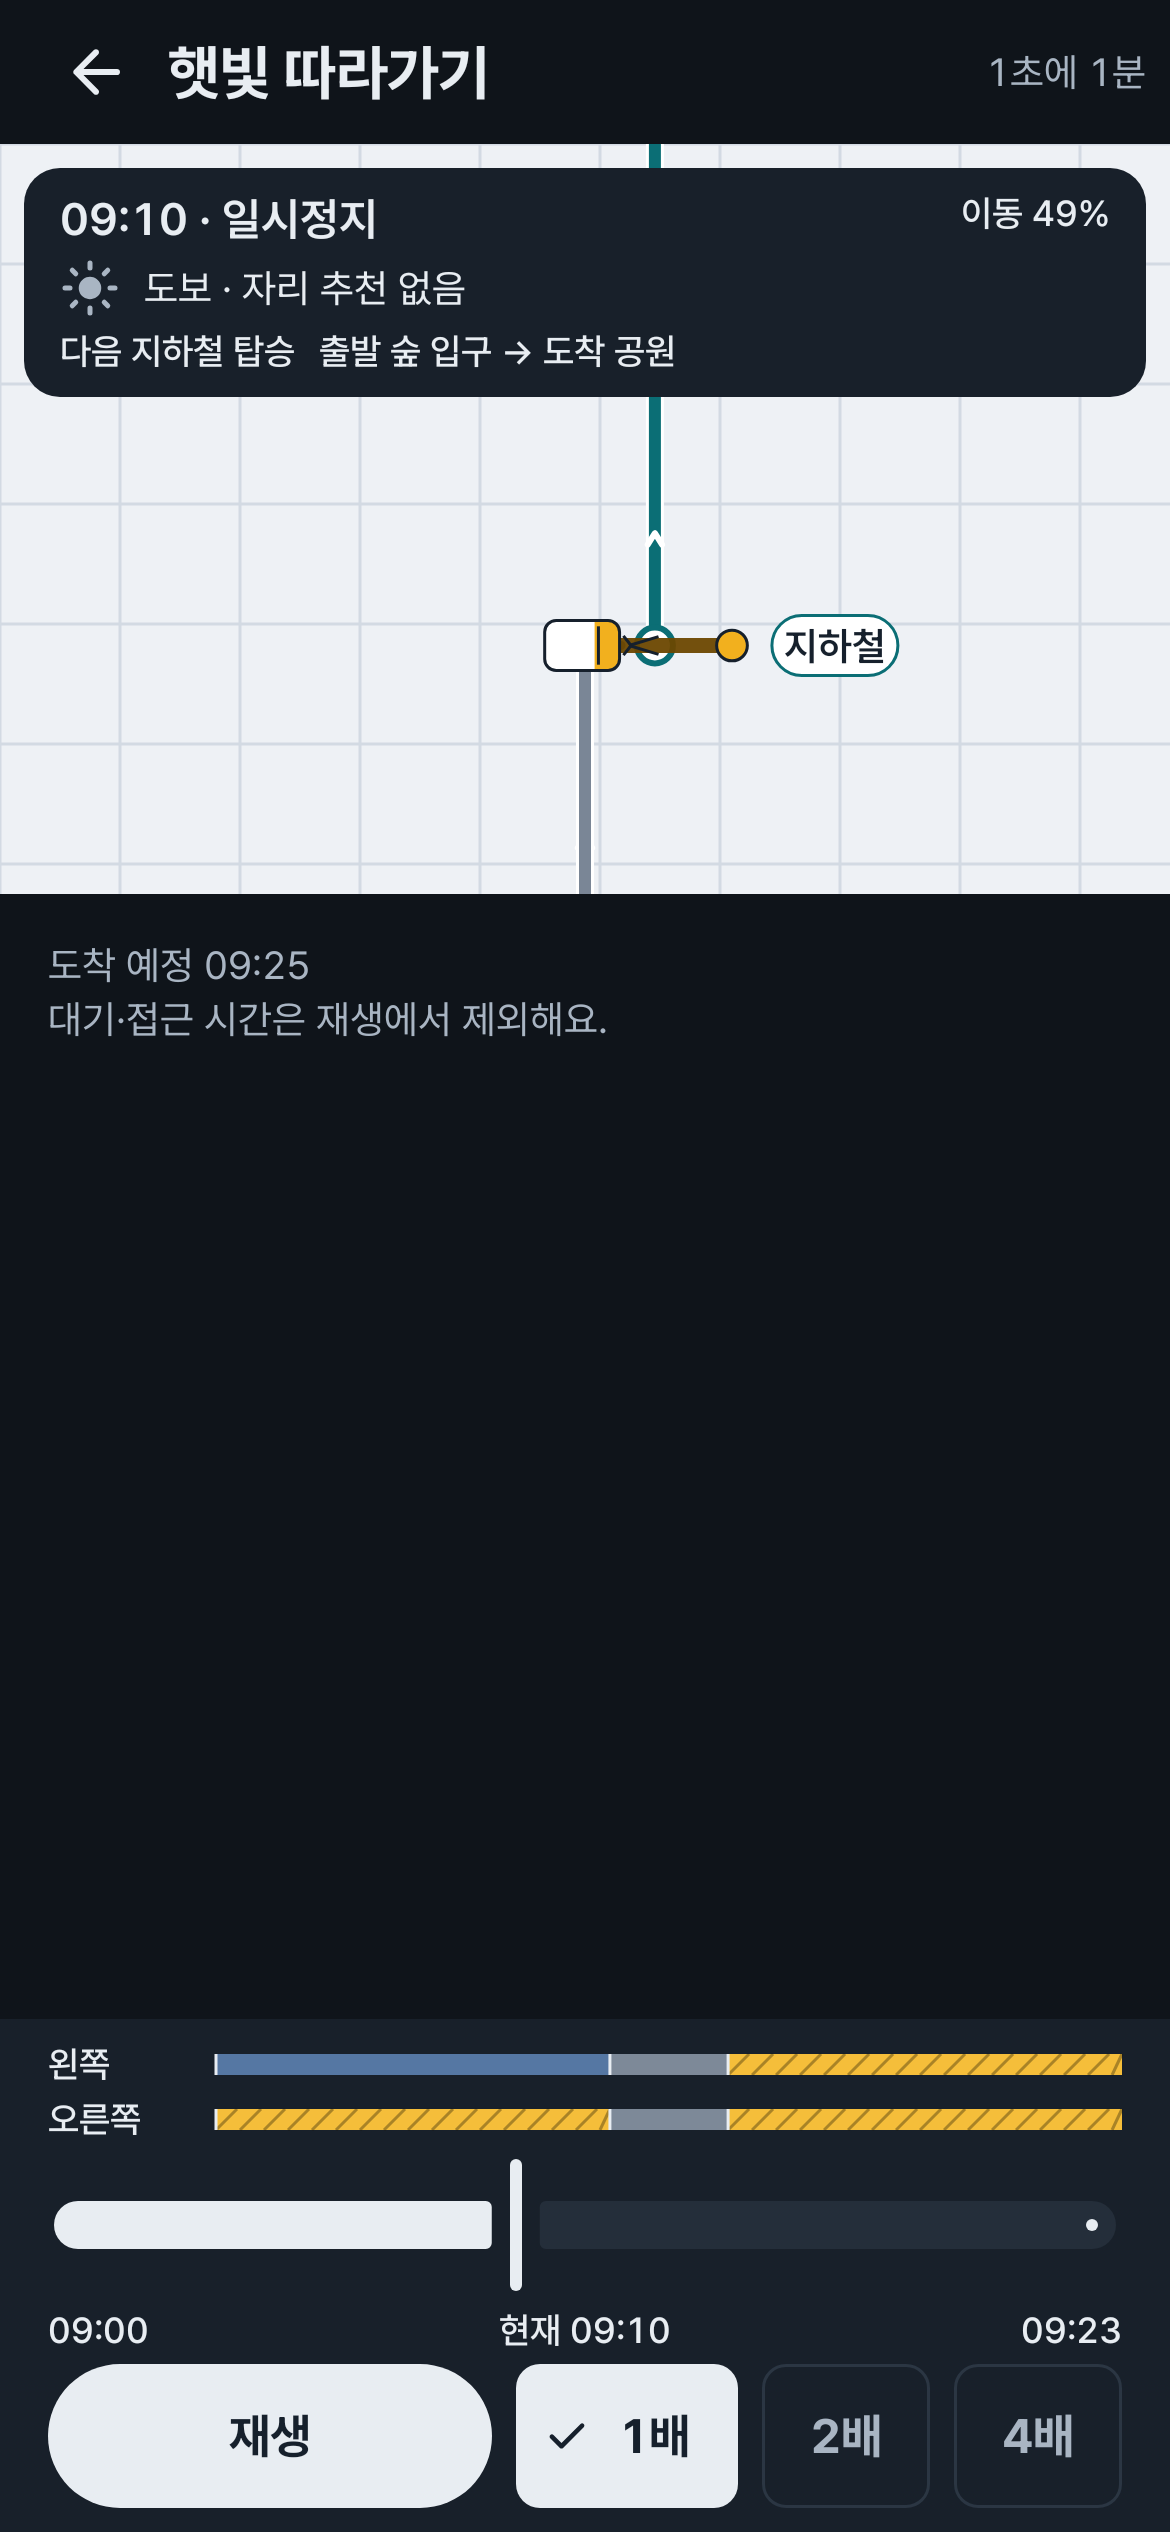 햇빛 따라가기
1초에 1분
09:10 · 일시정지
이동 49%
도보 · 자리 추천 없음
다음 지하철 탑승 출발 숲 입구 → 도착 공원
지하철
도착 예정 09:25
대기·접근 시간은 재생에서 제외해요.
왼쪽
오른쪽
09:00
현재 09:10
09:23
재생
1배
2배
4배